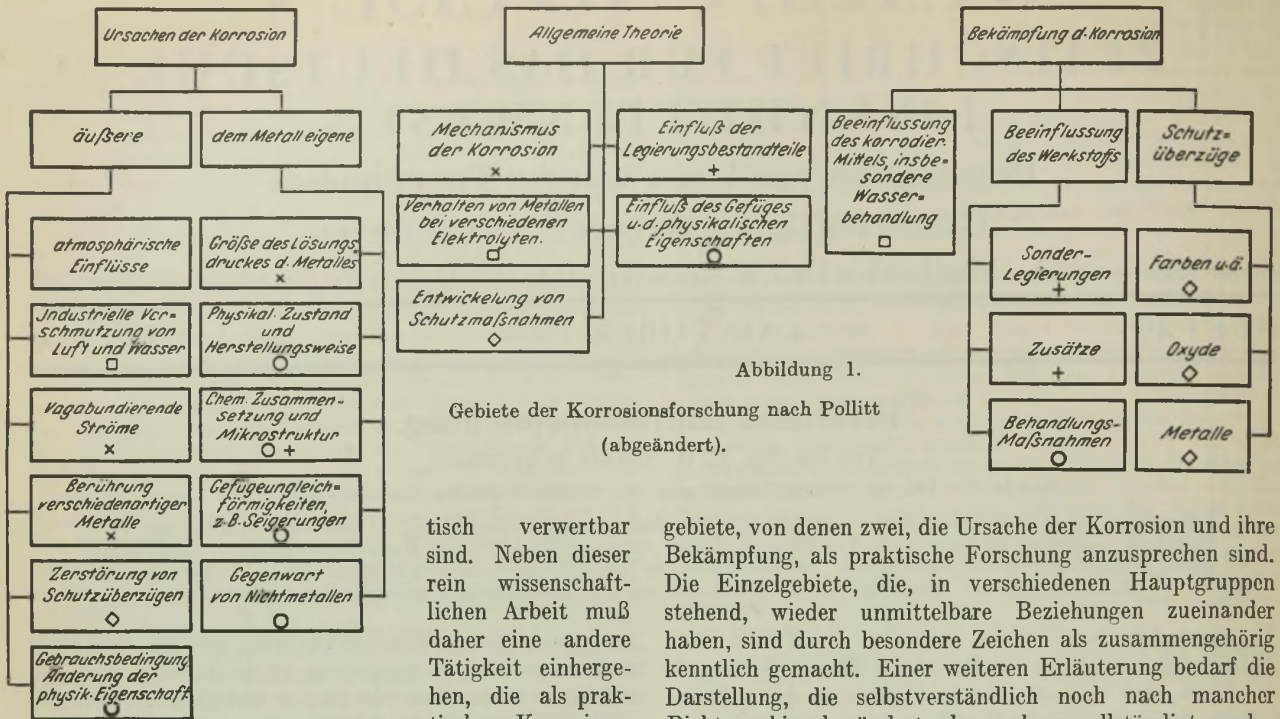 Ursachen der Korrosion
äußere
dem Metall eigene
atmosphärische
Einflüsse
Jndustrielle Ver=
schmutzung von
Luft und Wasser
Vagabundierende
Ströme
Berührung
verschiedenartiger
Metalle
Zerstörung von
Schutzüberzügen
Gebrauchsbedingung
Änderung der
physik. Eigenschaft
Größe des Lösungs=
druckes d. Metalles
Physikal. Zustand
und
Herstellungsweise
Chem. Zusammen=
setzung und
Mikrostruktur
Gefügeungleich=
förmigkeiten,
z.B. Seigerungen
Gegenwart
von Nichtmetallen
Allgemeine Theorie
Mechanismus
der Korrosion
Einfluß der
Legierungsbestandteile
Verhalten von Metallen
bei verschiedenen
Elektrolyten.
Einfluß des Gefüges
u.d. physikalischen
Eigenschaften
Entwickelung von
Schutzmaßnahmen
Bekämpfung d. Korrosion
Beeinflussung
des korrodier.
Mittels, insbe=
sondere
Wasser=
behandlung
Beeinflussung
des Werkstoffs
Schutz=
überzüge
Sonder-
Legierungen
Zusätze
Behandlungs-
Maßnahmen
Farben u.ä.
Oxyde
Metalle
Abbildung 1.
Gebiete der Korrosionsforschung nach Pollitt
(abgeändert).
tisch verwertbar
sind. Neben dieser
rein wissenschaft-
lichen Arbeit muß
daher eine andere
Tätigkeit einherge-
hen, die als prak-
gebiete, von denen zwei, die Ursache der Korrosion und ihre
Bekämpfung, als praktische Forschung anzusprechen sind.
Die Einzelgebiete, die, in verschiedenen Hauptgruppen
stehend, wieder unmittelbare Beziehungen zueinander
haben, sind durch besondere Zeichen als zusammengehörig
kenntlich gemacht. Einer weiteren Erläuterung bedarf die
Darstellung, die selbstverständlich noch nach mancher